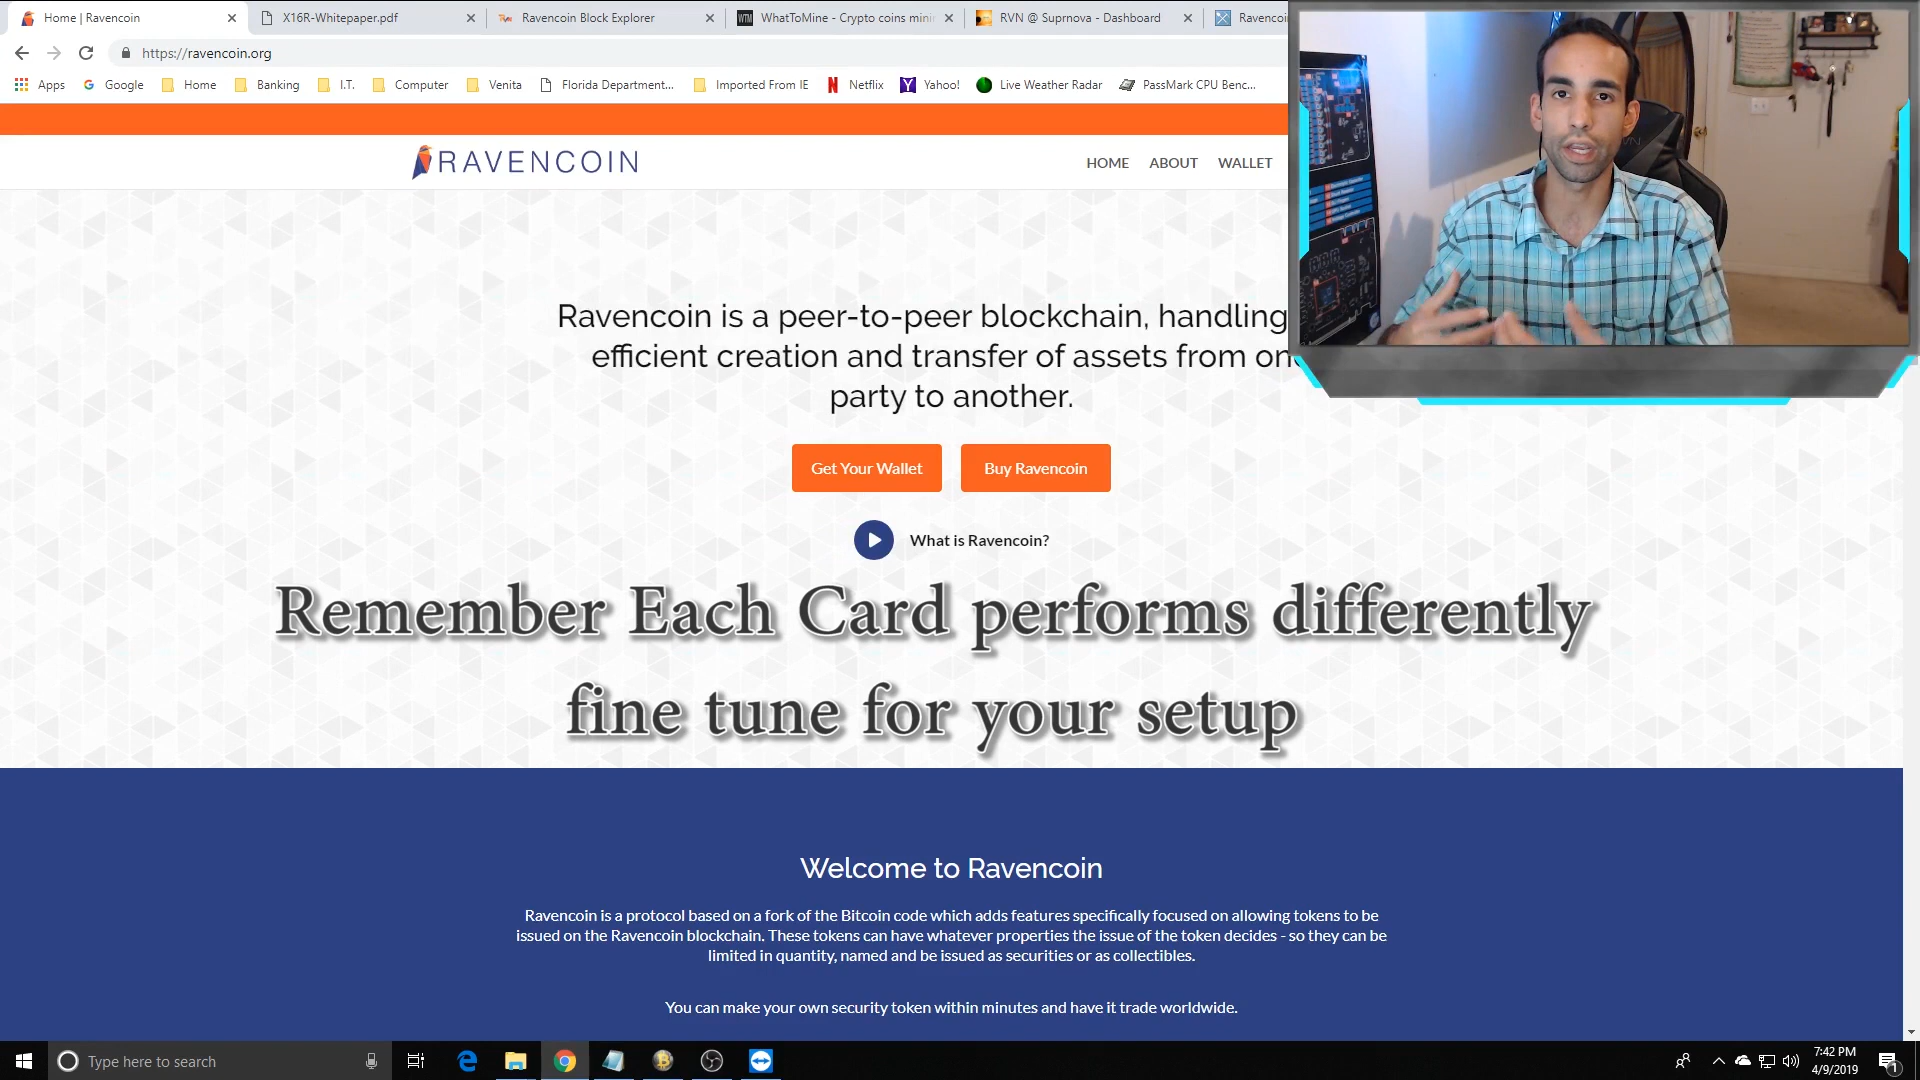 Home | Ravencoin
X16R-Whitepaper.pdf
Ravencoin Block Explorer
WhatToMine - Crypto coins mini
RVN @ Suprnova - Dashboard
Ravencoi
https://ravencoin.org
Apps
Google
Home
Banking
I.T.
Computer
Venita
Florida Department...
Imported From IE
Netflix
Yahoo!
Live Weather Radar
PassMark CPU Benc...
RAVENCOIN
HOME
ABOUT
WALLET
Ravencoin is a peer-to-peer blockchain, handling
efficient creation and transfer of assets from one
party to another.
Get Your Wallet
Buy Ravencoin
What is Ravencoin?
Remember Each Card performs differently
fine tune for your setup
Welcome to Ravencoin
Ravencoin is a protocol based on a fork of the Bitcoin code which adds features specifically focused on allowing tokens to be
issued on the Ravencoin blockchain. These tokens can have whatever properties the issue of the token decides - so they can be
limited in quantity, named and be issued as securities or as collectibles.
You can make your own security token within minutes and have it trade worldwide.
Type here to search
7:42 PM
4/9/2019
1